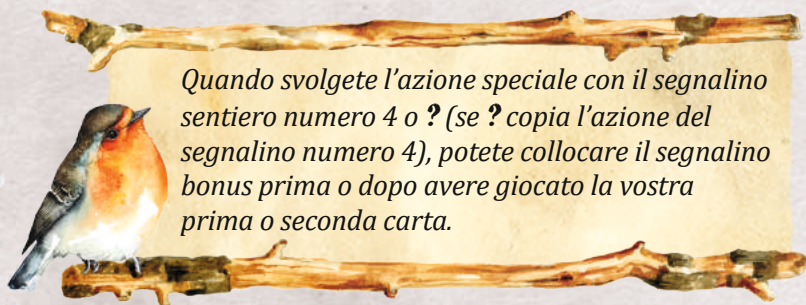 Quando svolgete l'azione speciale con il segnalino
sentiero numero 4 o ? (se ? copia l'azione del
segnalino numero 4), potete collocare il segnalino
bonus prima o dopo avere giocato la vostra
prima o seconda carta.